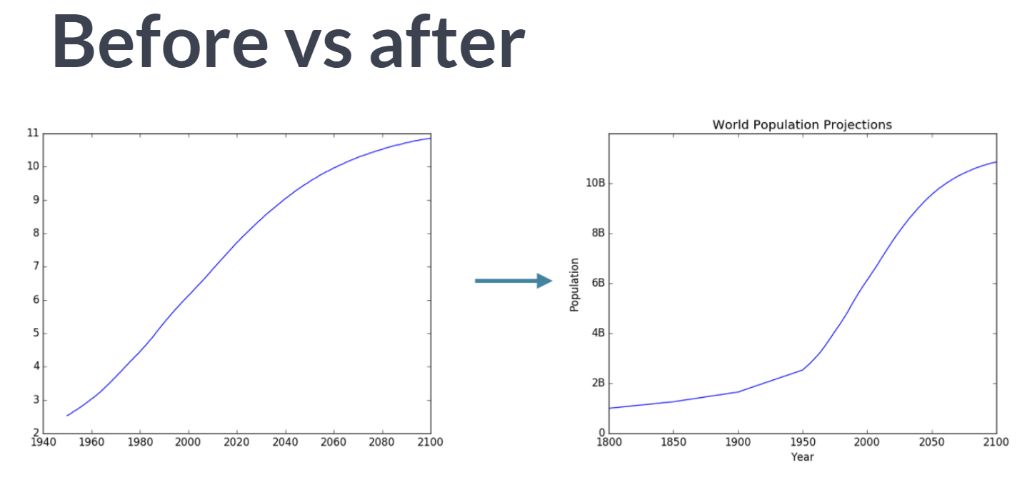 Before vs after
11
10
9
8
7
6
5
4
3
2
1940 1960 1980 2000 2020 2040 2060 2080 2100
World Population Projections
10B
8B
6B
4B
2B
0
Population
1800 1850 1900 1950 2000 2050 2100
Year